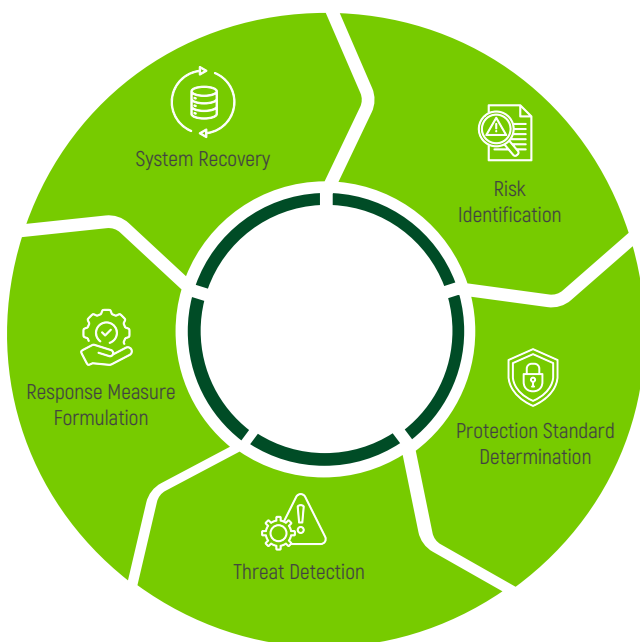 System Recovery
Risk
Identification
Protection Standard
Determination
Threat Detection
Response Measure
Formulation